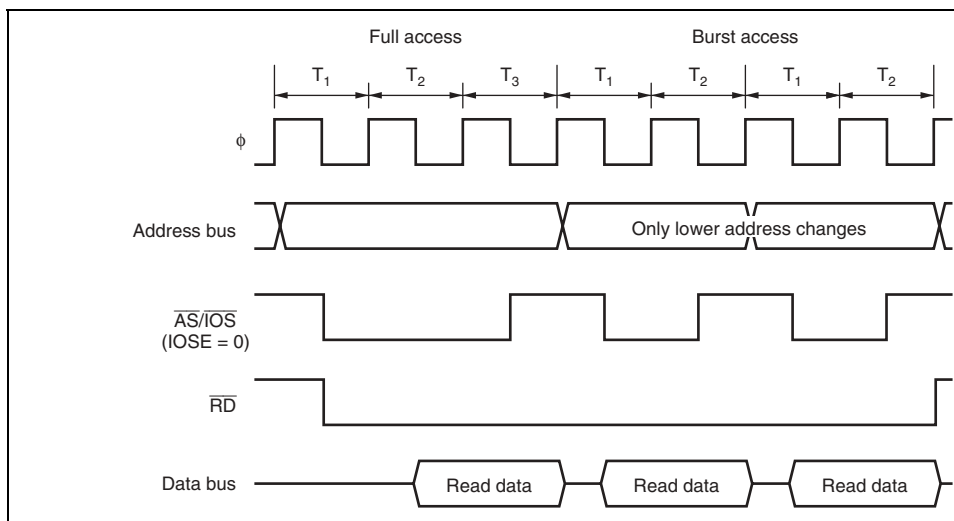 Full access Burst access
T1 T2 T3 T1 T2 T1 T2
ϕ
Address bus Only lower address changes
AS/IOS
(IOSE = 0)
RD
Data bus Read data Read data Read data